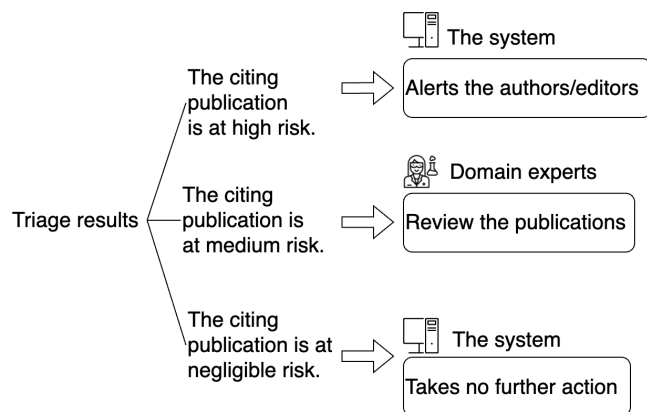 Triage results
The citing
publication
is at high risk.
The system
Alerts the authors/editors
The citing
publication is
at medium risk.
Domain experts
Review the publications
The citing
publication is at
negligible risk.
The system
Takes no further action